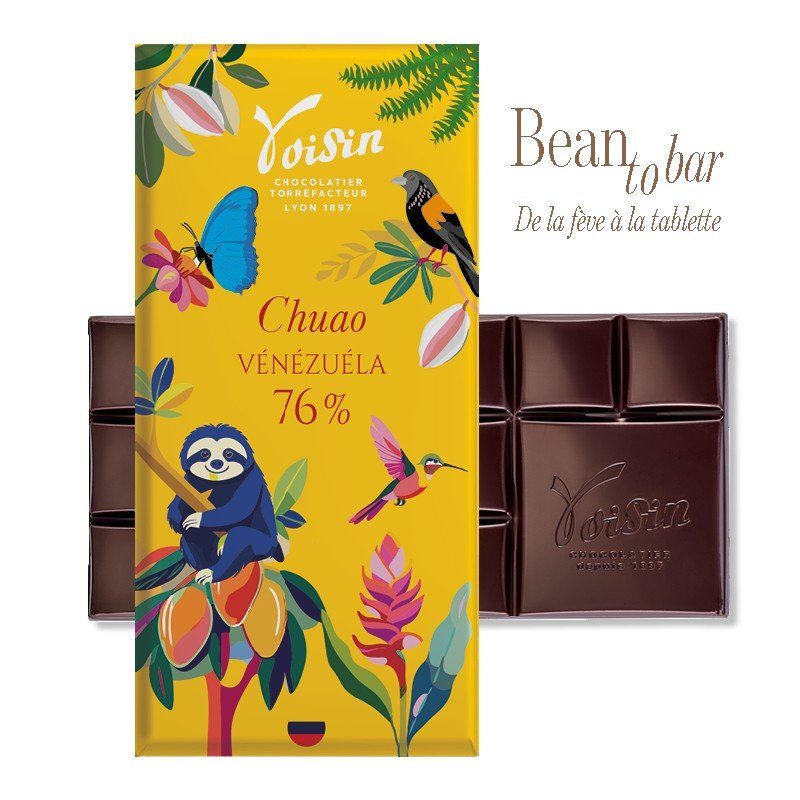 Voisin
CHOCOLATIER
TORRÉFACTEUR
LYON 1897
Chuao
VÉNÉZUÉLA
76%
Bean to bar
De la fève à la tablette
Voisin
CHOCOLATIER
depuis 1897